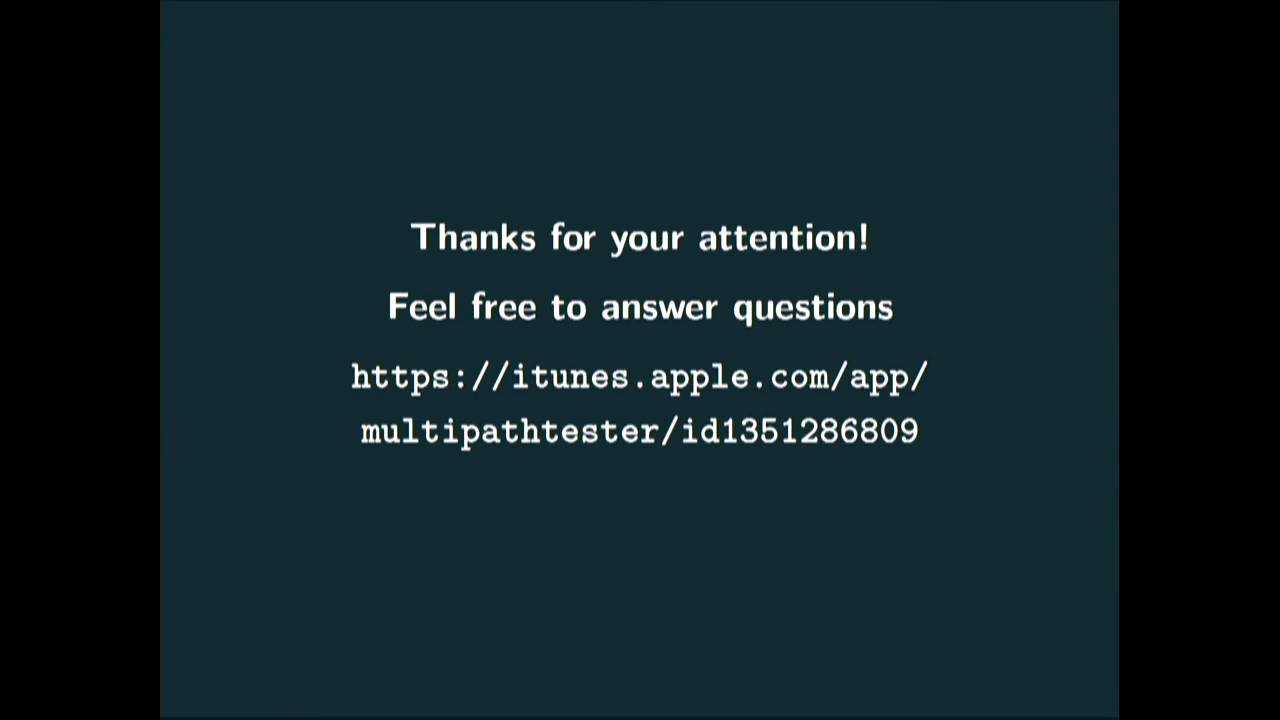 Thanks for your attention!
Feel free to answer questions
https://itunes.apple.com/app/
multipathtester/id1351286809